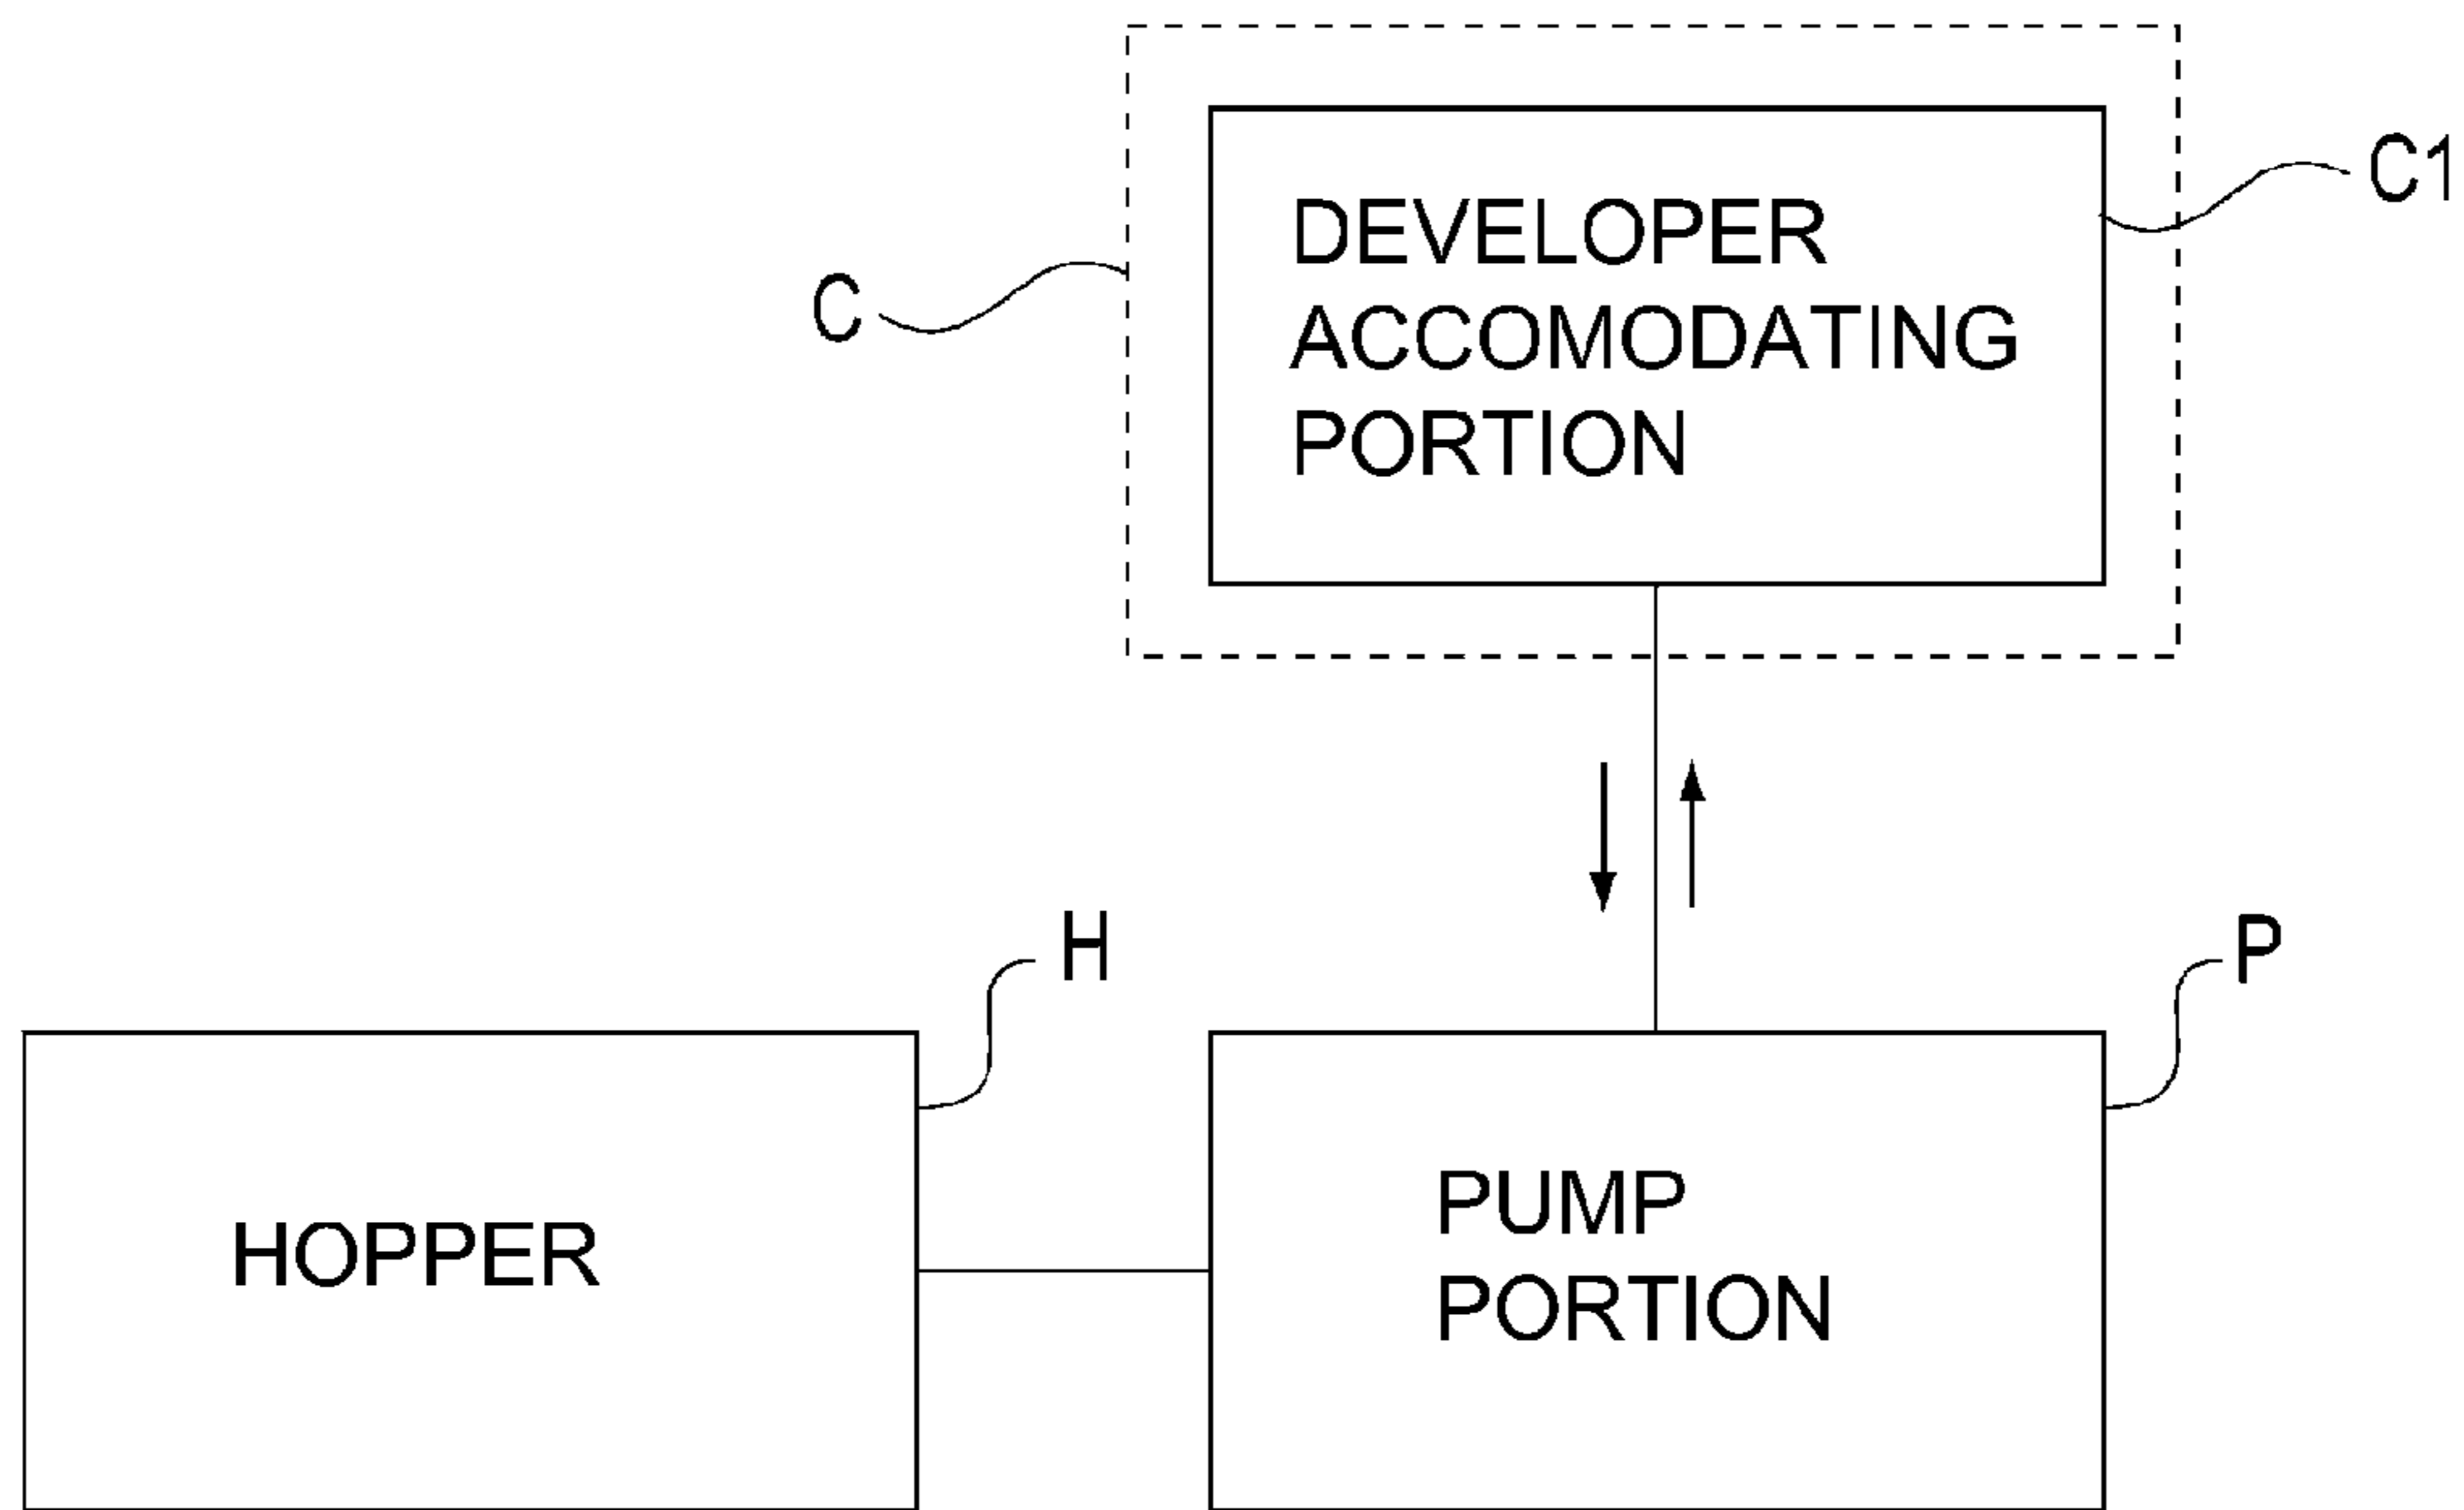 C1
DEVELOPER
ACCOMODATING
PORTION
C
H
P
HOPPER
PUMP
PORTION